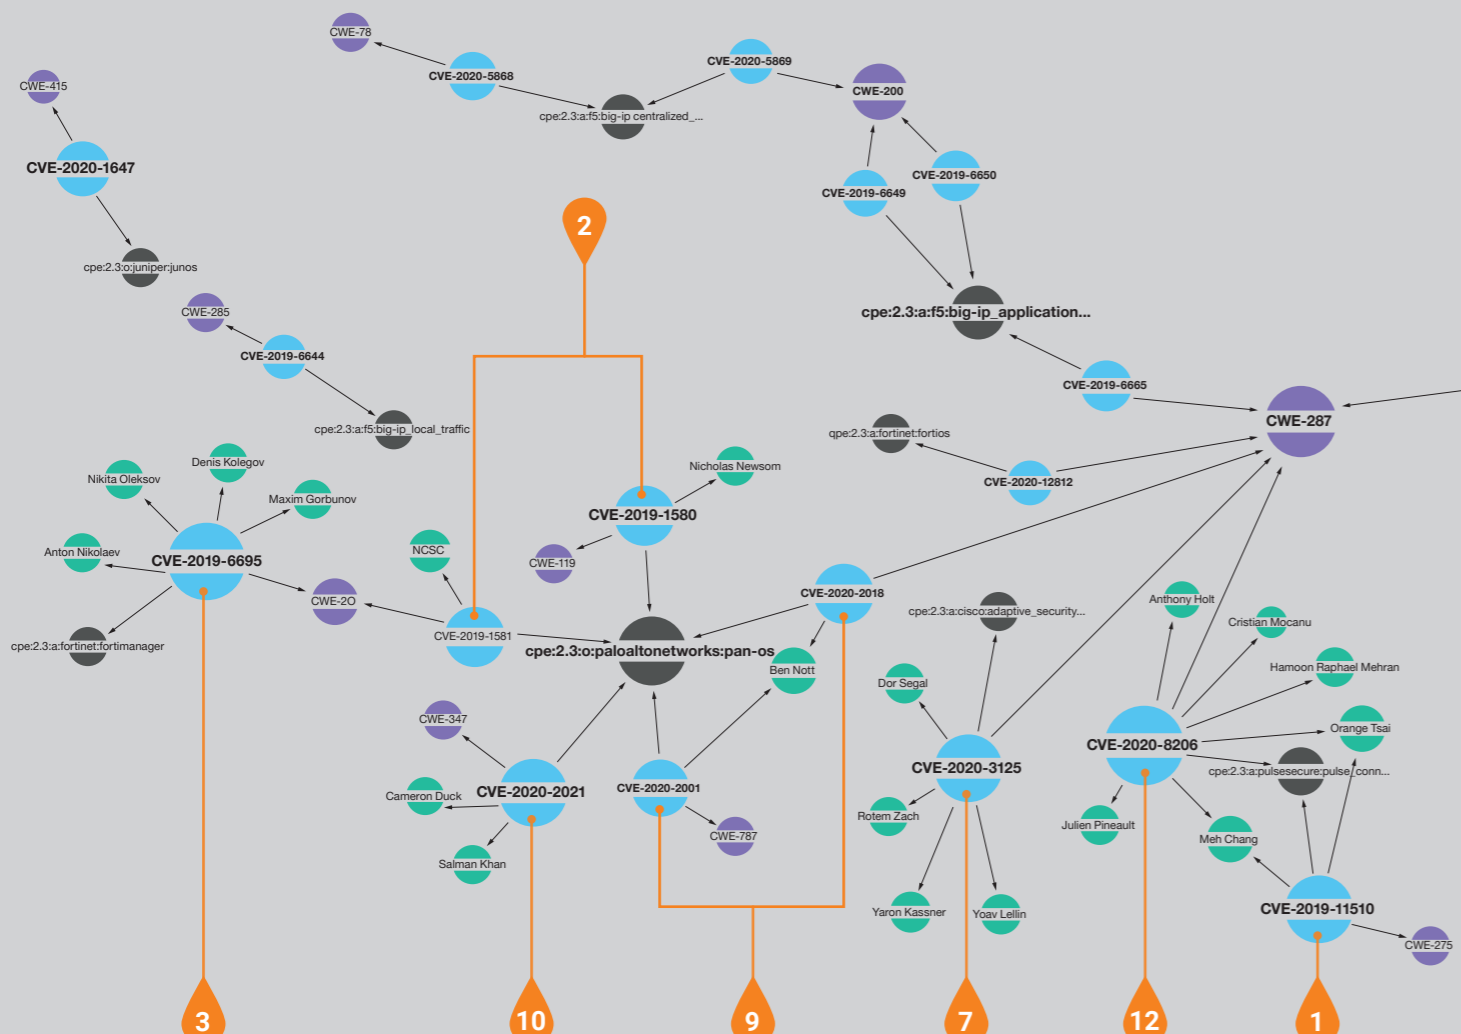 CWE-78
CVE-2020-5869
CVE-2020-5868
CWE-415
CWE-200
cpe:2.3:a:f5:big-ip centralized_...
CVE-2020-1647
CVE-2019-6650
CVE-2019-6649
2
cpe:2.3:o:juniper:junos
CWE-285
cpe:2.3:a:f5:big-ip_application...
CVE-2019-6644
CVE-2019-6665
CWE-287
cpe:2.3:a:f5:big-ip_local_traffic
qpe:2.3:a:fortinet:fortios
Denis Kolegov
Nicholas Newsom
Nikita Oleksov
CVE-2020-12812
Maxim Gorbunov
CVE-2019-1580
Anton Nikolaev
NCSC
CVE-2019-6695
CWE-119
CVE-2020-2018
CWE-2O
Anthony Holt
cpe:2.3:a:cisco:adaptive_security...
Cristian Mocanu
CVE-2019-1581
cpe:2.3:a:fortinet:fortimanager
cpe:2.3:o:paloaltonetworks:pan-os
Ben Nott
Hamoon Raphael Mehran
Dor Segal
CWE-347
Orange Tsai
CVE-2020-8206
CVE-2020-3125
cpe:2.3:a:pulsesecure:pulse_conn...
CVE-2020-2021
CVE-2020-2001
Cameron Duck
Rotem Zach
Julien Pineault
CWE-787
Meh Chang
Salman Khan
CVE-2019-11510
Yaron Kassner
Yoav Lellin
CWE-275
3
10
9
7
12
1